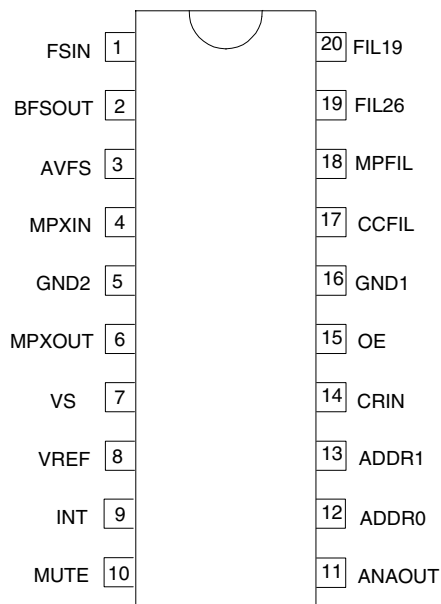 FSIN 1 20 FIL19
BFSOUT 2 19 FIL26
AVFS 3 18 MPFIL
MPXIN 4 17 CCFIL
GND2 5 16 GND1
MPXOUT 6 15 OE
VS 7 14 CRIN
VREF 8 13 ADDR1
INT 9 12 ADDR0
MUTE 10 11 ANAOUT